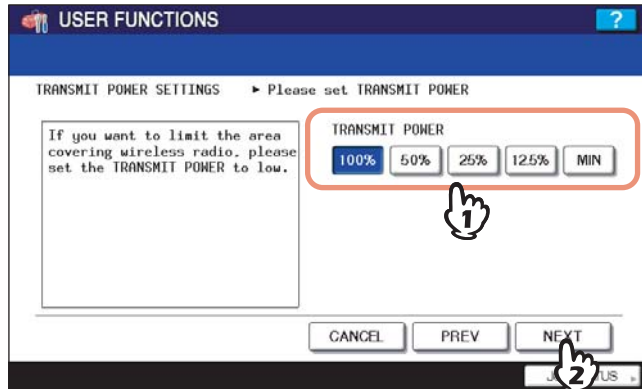 USER FUNCTIONS
?
TRANSMIT POWER SETTINGS ► Please set TRANSMIT POWER
If you want to limit the area
covering wireless radio, please
set the TRANSMIT POWER to low.
TRANSMIT POWER
100% 50% 25% 12.5% MIN
1
CANCEL PREV NEXT
2